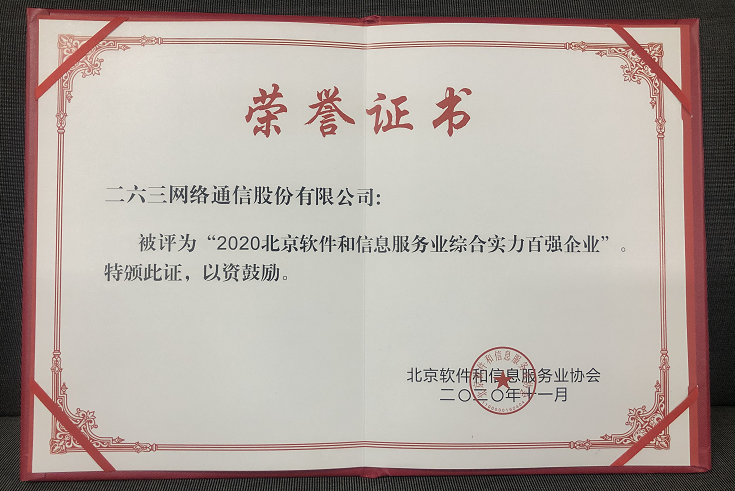 荣誉证书
二六三网络通信股份有限公司：
被评为“2020北京软件和信息服务业综合实力百强企业”。
特颁此证，以资鼓励。
北京软件和信息服务业协会
二〇二〇年十一月